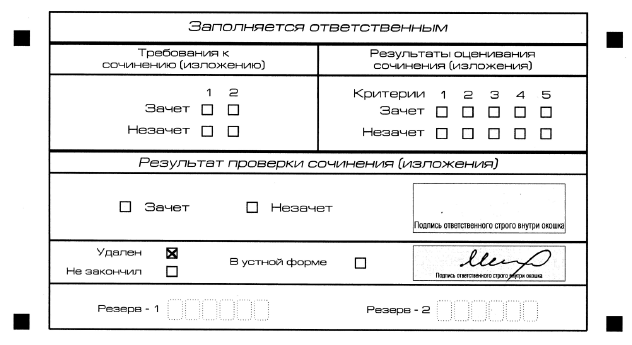 Заполняется ответственным
Требования к
сочинению (изложению)
1 2
Зачет
Незачет
Результаты оценивания
сочинения (изложения)
Критерии 1 2 3 4 5
Зачет
Незачет
Результат проверки сочинения (изложения)
Зачет
Незачет
Подпись ответственного строго внутри окошка
Удален
Не закончил
В устной форме
Подпись ответственного строго внутри окошка
Резерв - 1
Резерв - 2